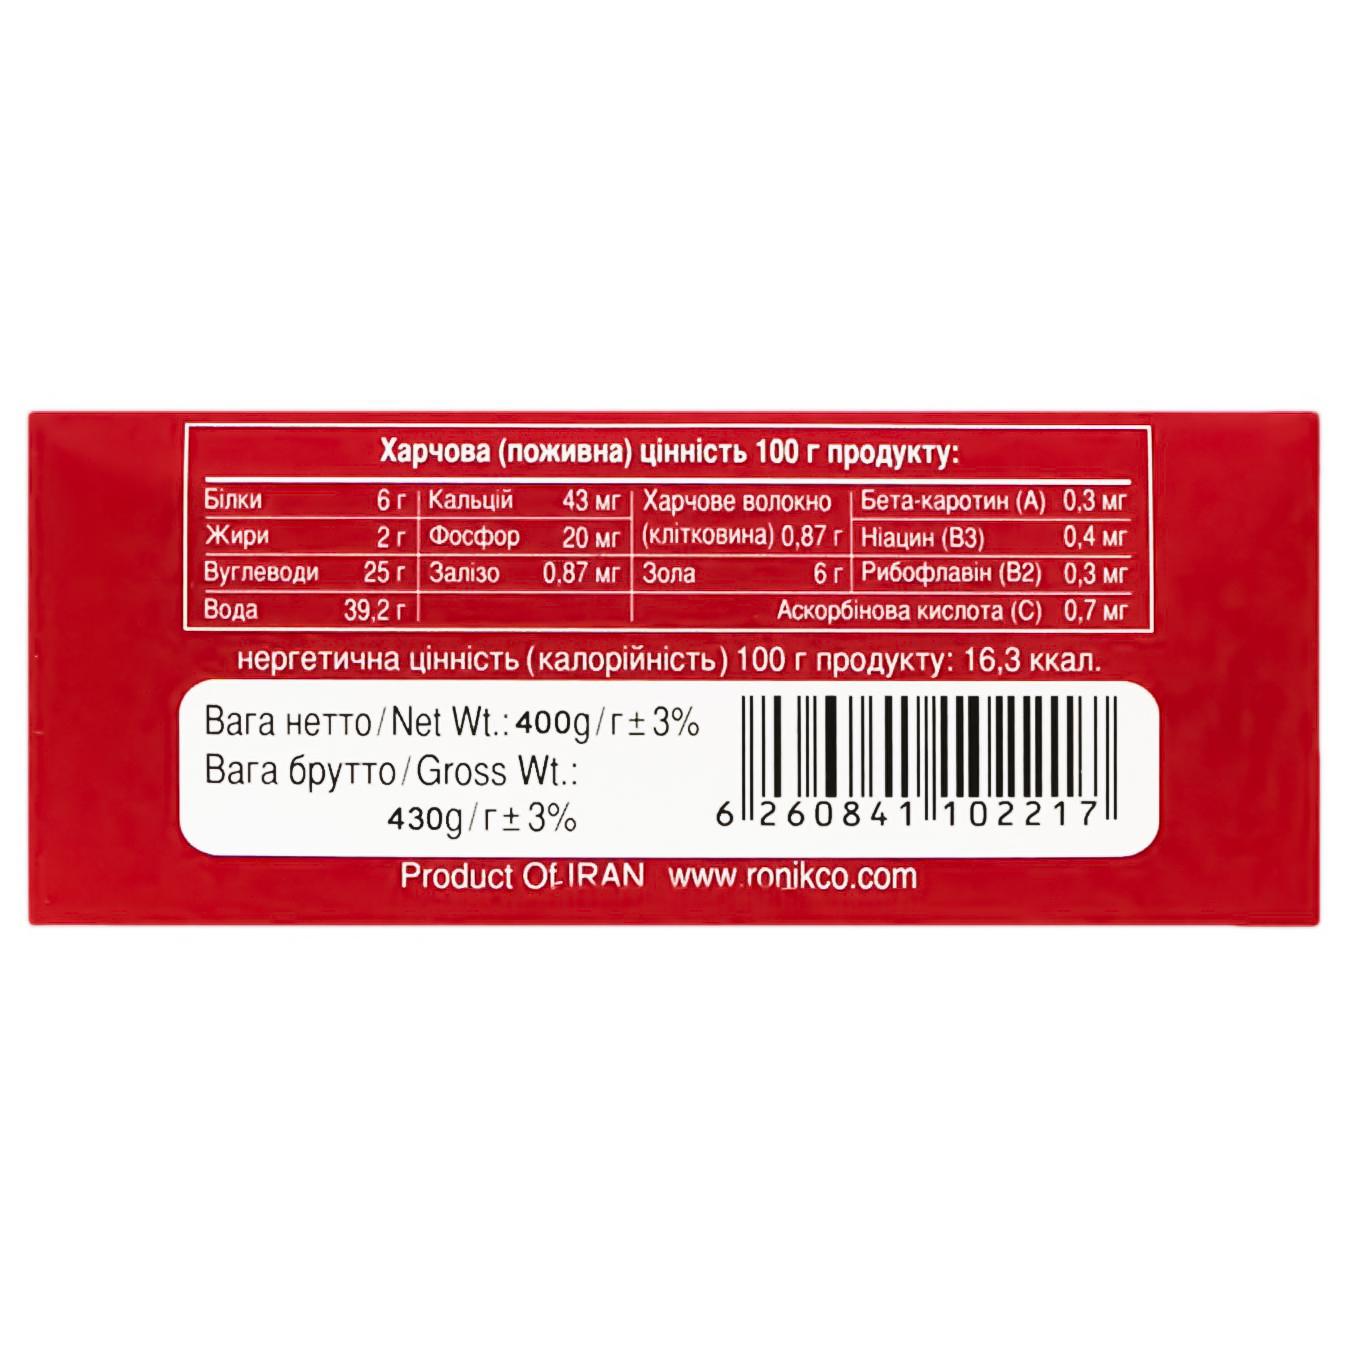 Харчова (поживна) цінність 100 г продукту:
Білки 6 г Кальцій 43 мг Харчове волокно Бета-каротин (А) 0,3 мг
Жири 2 г Фосфор 20 мг (клітковина) 0,87 г Ніацин (В3) 0,4 мг
Вуглеводи 25 г Залізо 0,87 мг Зола 6 г Рибофлавін (В2) 0,3 мг
Вода 39,2 г Аскорбінова кислота (С) 0,7 мг
нергетична цінність (калорійність) 100 г продукту: 16,3 ккал.
Вага нетто/Net Wt.: 400g/г ± 3%
Вага брутто/Gross Wt.:
430g/г ± 3%
6 260841 102217
Product Of IRAN www.ronikco.com